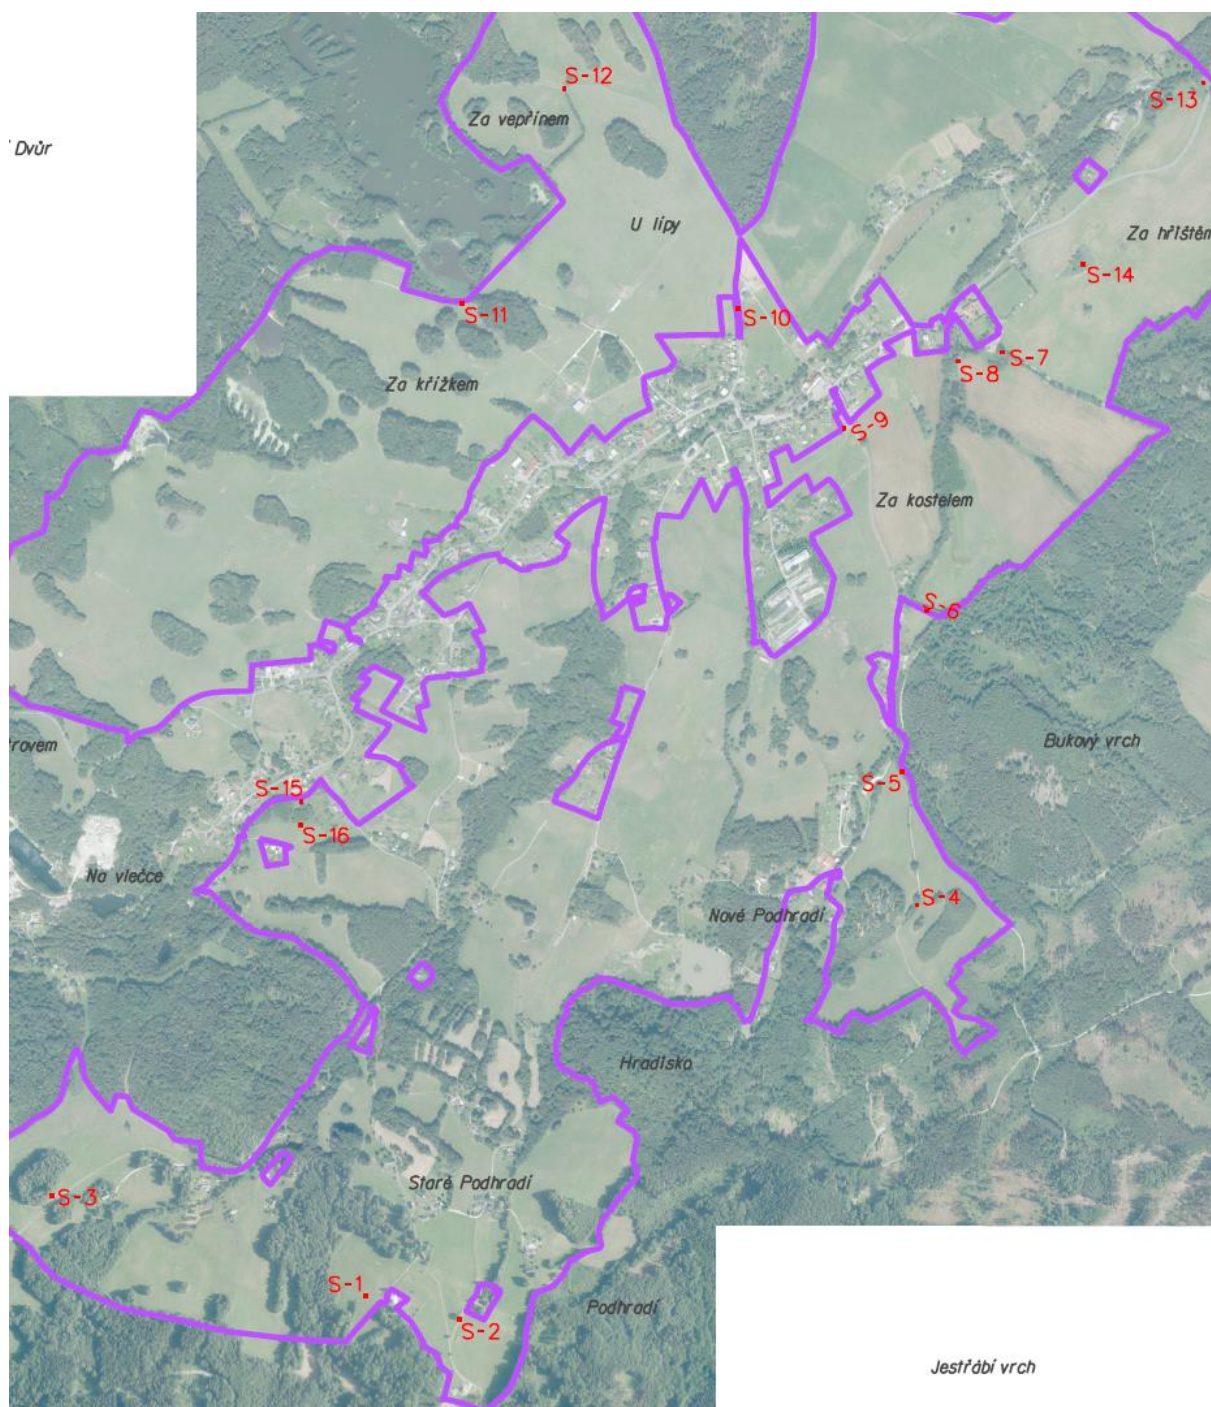 S-12
S-13
Za vepřínem
Dvůr
U lípy
Za hřištěm
S-14
S-11
S-10
S-7
S-8
Za křížkem
S-9
Za kostelem
S-6
rovem
Bukový vrch
S-5
S-15
S-16
Na vlečce
S-4
Nové Podhradí
Hradisko
Staré Podhradí
S-3
S-1
S-2
Podhradí
Jestřábí vrch